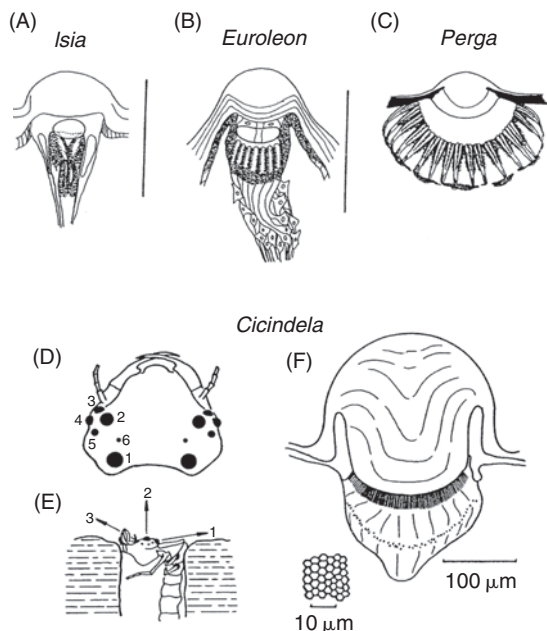 (A) Isia (B) Euroleon (C) Perga
Cicindela
(D) (F)
3
4 2
5 6
1
(E) 2
3 1
100 µm
10 µm